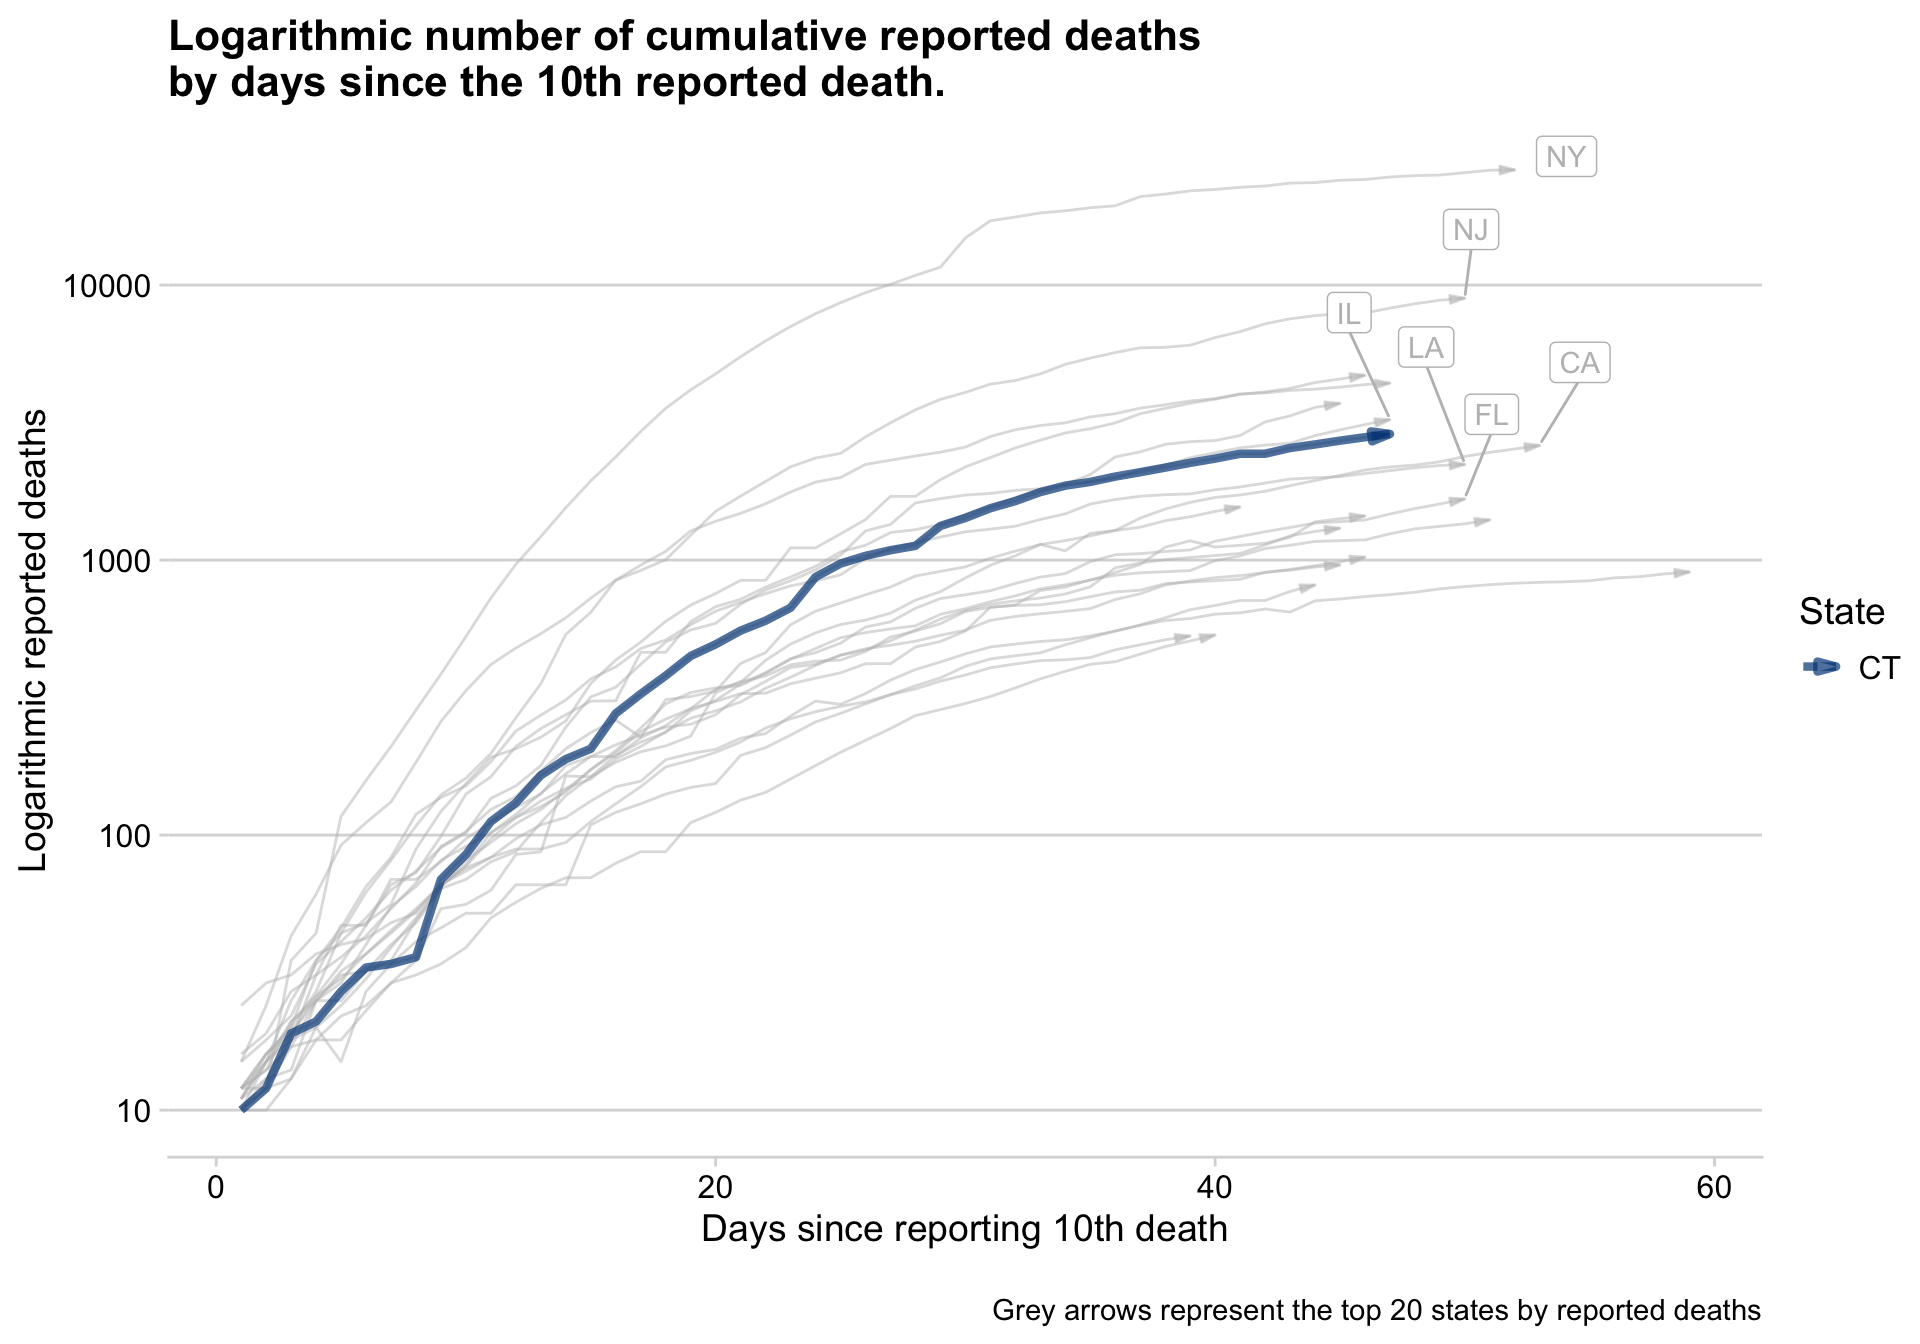 Logarithmic number of cumulative reported deaths
by days since the 10th reported death.
NY
NJ
IL
LA
CA
FL
10000
1000
100
10
Logarithmic reported deaths
State
CT
0
20
40
60
Days since reporting 10th death
Grey arrows represent the top 20 states by reported deaths